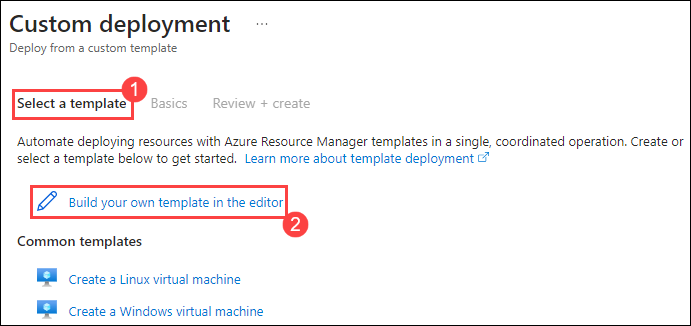 Custom deployment ...
Deploy from a custom template
1
Select a template Basics Review + create
Automate deploying resources with Azure Resource Manager templates in a single, coordinated operation. Create or
select a template below to get started. Learn more about template deployment
Build your own template in the editor
2
Common templates
Create a Linux virtual machine
Create a Windows virtual machine